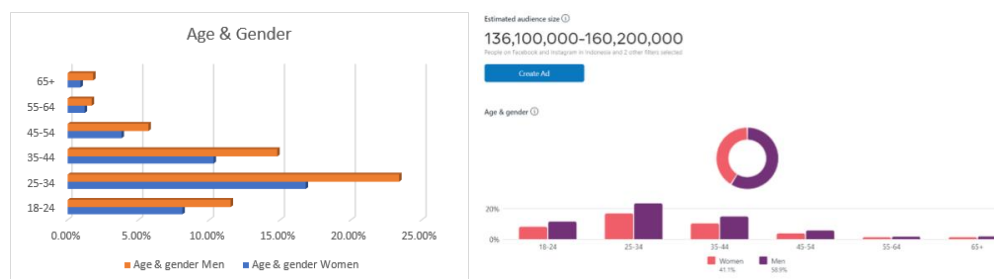 Age & Gender
65+
55-64
45-54
35-44
25-34
18-24
0.00% 5.00% 10.00% 15.00% 20.00% 25.00%
Age & gender Men Age & gender Women
Estimated audience size
136,100,000-160,200,000
People on Facebook and Instagram in Indonesia and 2 other filters selected.
Create Ad
Age & gender
20%
0%
18-24 25-34 35-44 45-54 55-64 65+
Women Men
41.1% 58.9%